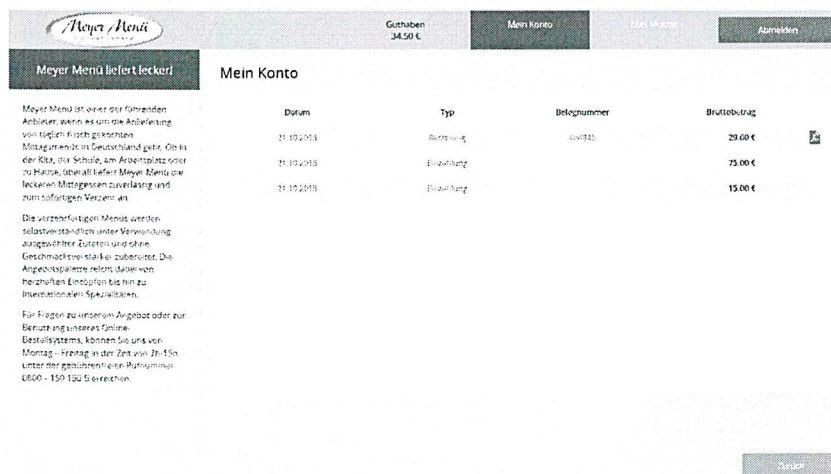 Meyer Menü
Guthaben
34.50 €
Mein Konto
Abmelden
Meyer Menü liefert lecker!
Mein Konto
Meyer Menü ist einer der führenden
Anbieter, wenn es um die Anlieferung
von täglich frisch gekochten
Mittagsmenüs in Deutschland geht. Ob in
der Kita, der Schule, am Arbeitsplatz oder
zu Hause, überall liefert Meyer Menü die
leckeren Mittagessen zuverlässig und
zum sofortigen Verzehr an.
Die verzehrfertigen Menüs werden
selbstverständlich unter Verwendung
ausgewählter Zutaten und ohne
Geschmacksverstärker zubereitet. Die
Angebotspalette reicht dabei von
herzhaften Eintöpfen bis hin zu
Internationalen Spezialitäten.
Für Fragen zu unserem Angebot oder zur
Benutzung unseres Online-
Bestellsystems, können Sie uns von
Montag - Freitag in der Zeit von
unter der gebührenfreien Rufnummer
0800 - 150 150 5 erreichen.
Datum Typ Belegnummer Bruttobetrag
21.10.2015 Rechnung 29.60 €
21.10.2015 Einzahlung 75.00 €
21.10.2015 Einzahlung 15.00 €
Zurück